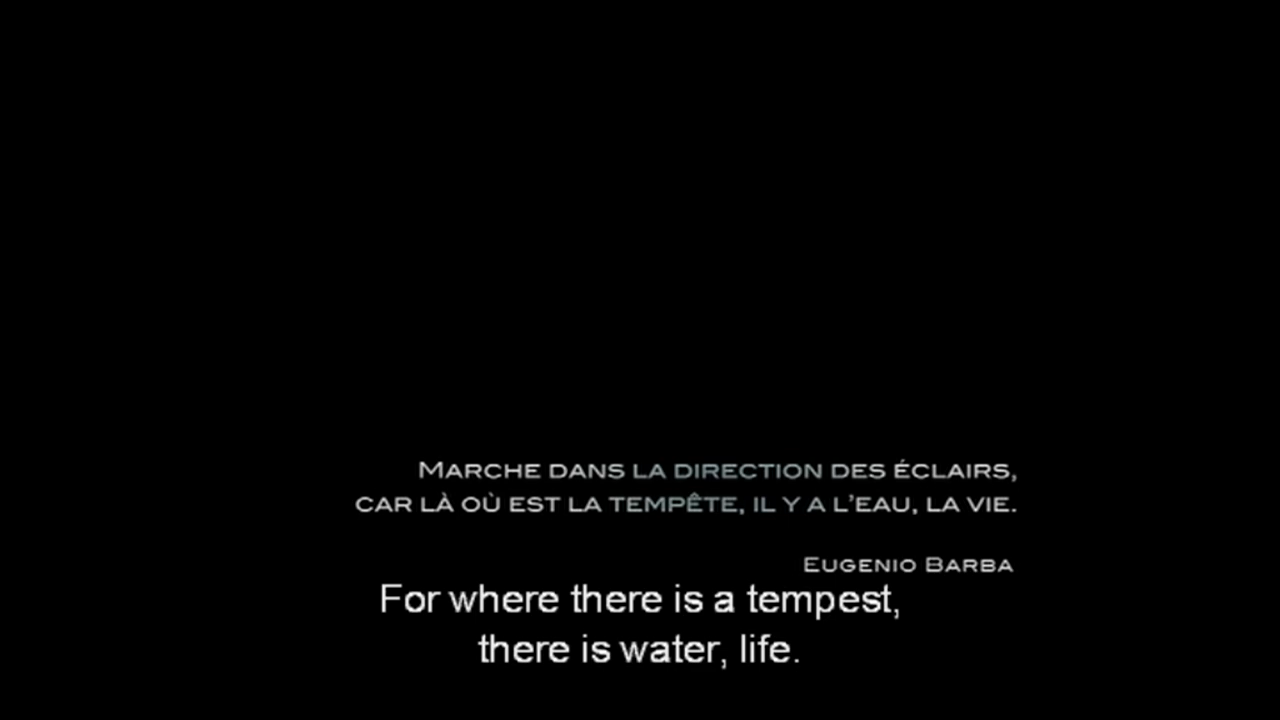 MARCHE DANS LA DIRECTION DES ÉCLAIRS,
CAR LÀ OÙ EST LA TEMPÊTE, IL Y A L'EAU, LA VIE.
EUGENIO BARBA
For where there is a tempest,
there is water, life.